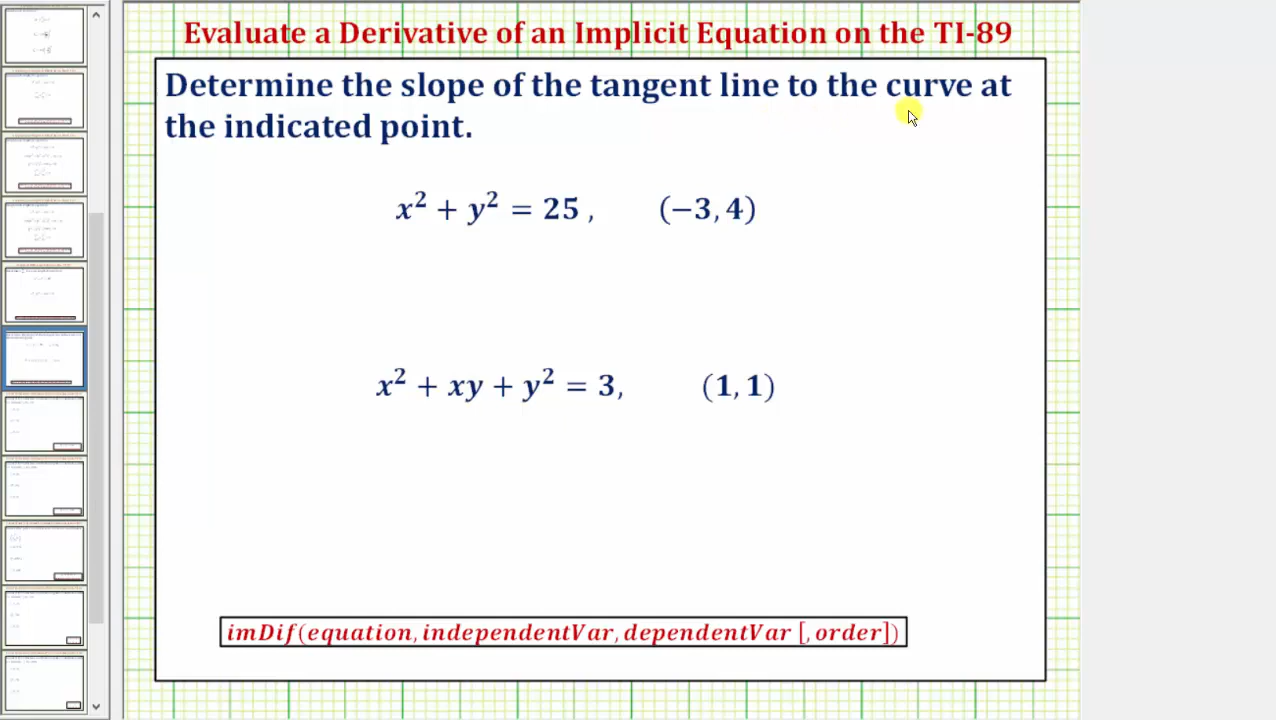 Evaluate a Derivative of an Implicit Equation on the TI-89
Determine the slope of the tangent line to the curve at
the indicated point.
x² + y² = 25 , (−3, 4)
x² + xy + y² = 3, (1, 1)
imDif(equation, independentVar, dependentVar [, order])